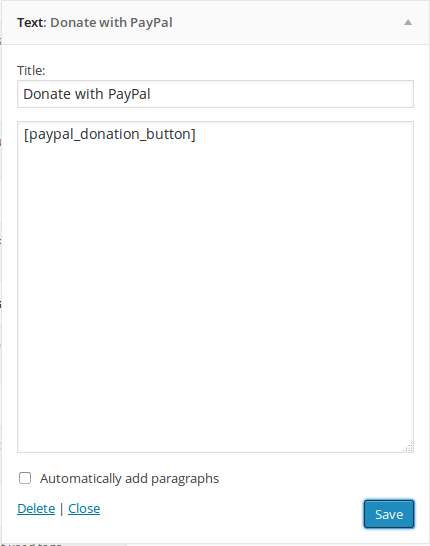 Text: Donate with PayPal
Title:
Donate with PayPal
[paypal_donation_button]
Automatically add paragraphs
Delete | Close
Save